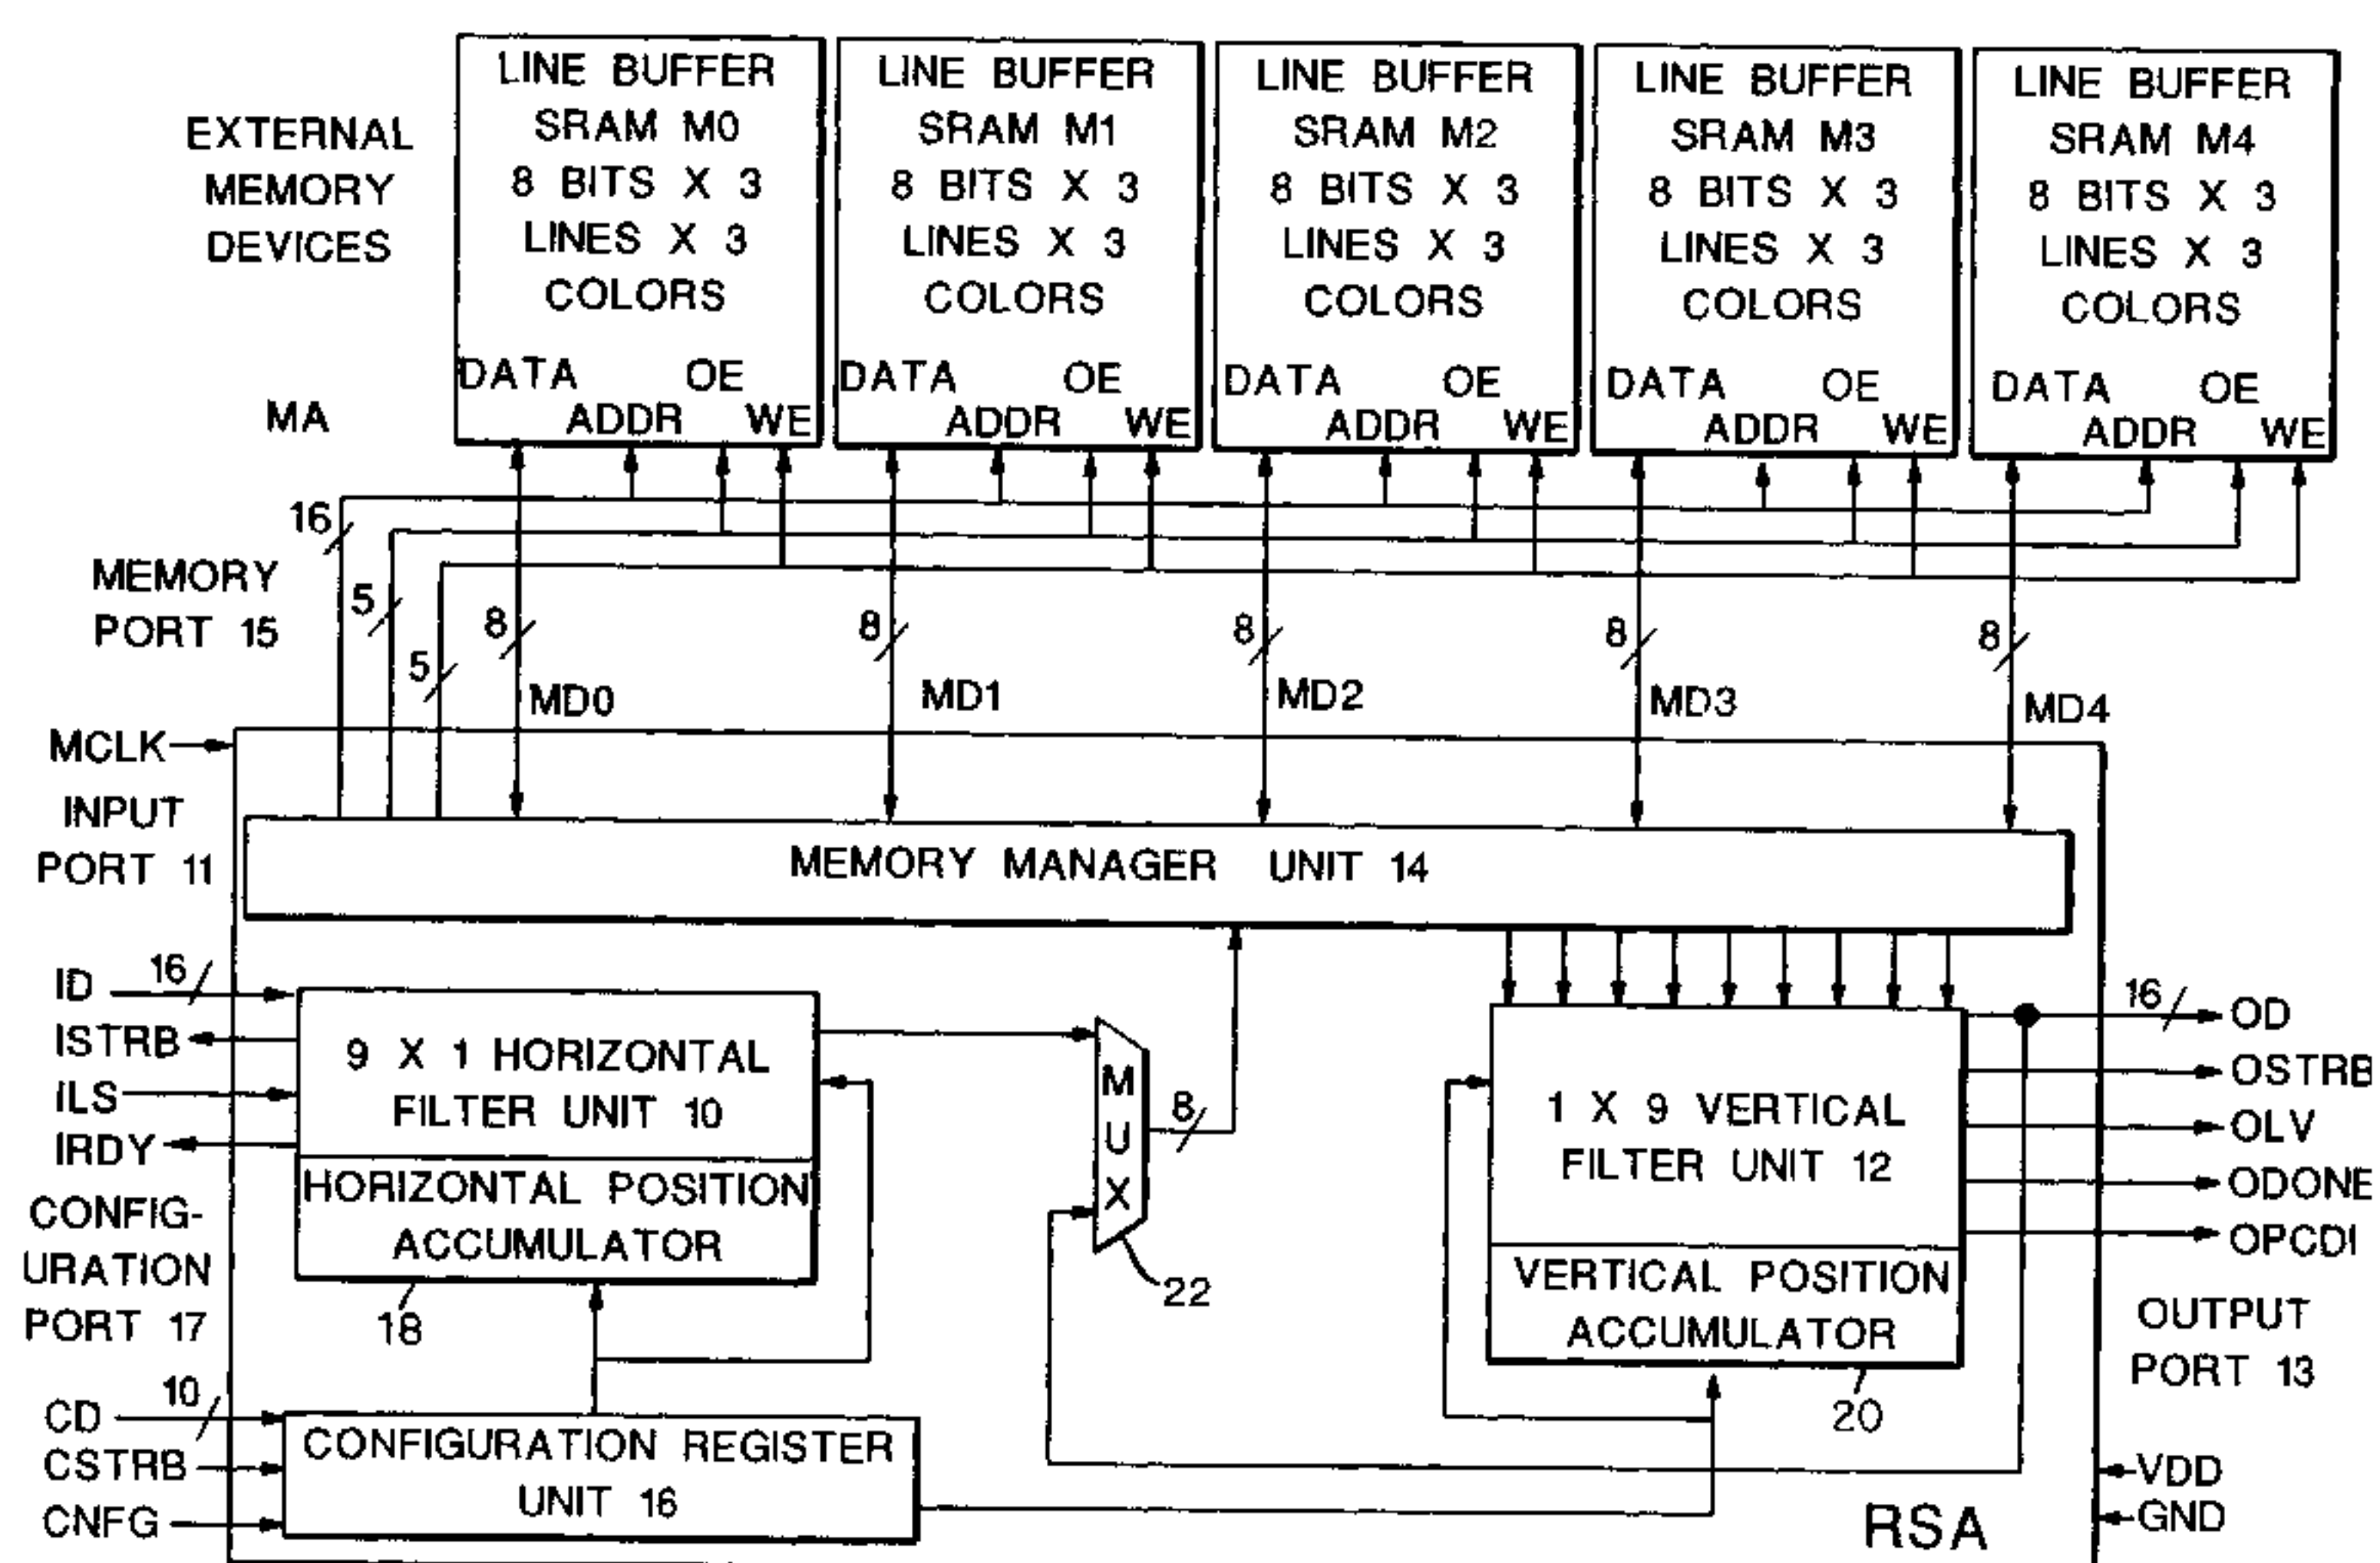 EXTERNAL
MEMORY
DEVICES
LINE BUFFER
SRAM M0
8 BITS X 3
LINES X 3
COLORS
DATA OE
ADDR WE
LINE BUFFER
SRAM M1
8 BITS X 3
LINES X 3
COLORS
DATA OE
ADDR WE
LINE BUFFER
SRAM M2
8 BITS X 3
LINES X 3
COLORS
DATA OE
ADDR WE
LINE BUFFER
SRAM M3
8 BITS X 3
LINES X 3
COLORS
DATA OE
ADDR WE
LINE BUFFER
SRAM M4
8 BITS X 3
LINES X 3
COLORS
DATA OE
ADDR WE
MA
16
5
5
MEMORY
PORT 15
8
MD0
8
MD1
8
MD2
8
MD3
8
MD4
MCLK
INPUT
PORT 11
MEMORY MANAGER UNIT 14
ID
16
ISTRB
ILS
IRDY
9 X 1 HORIZONTAL
FILTER UNIT 10
HORIZONTAL POSITION
ACCUMULATOR
18
MUX
8
22
1 X 9 VERTICAL
FILTER UNIT 12
VERTICAL POSITION
ACCUMULATOR
20
16
OD
OSTRB
OLV
ODONE
OPCDI
OUTPUT
PORT 13
CONFIG-
URATION
PORT 17
CD
10
CSTRB
CNFG
CONFIGURATION REGISTER
UNIT 16
VDD
GND
RSA